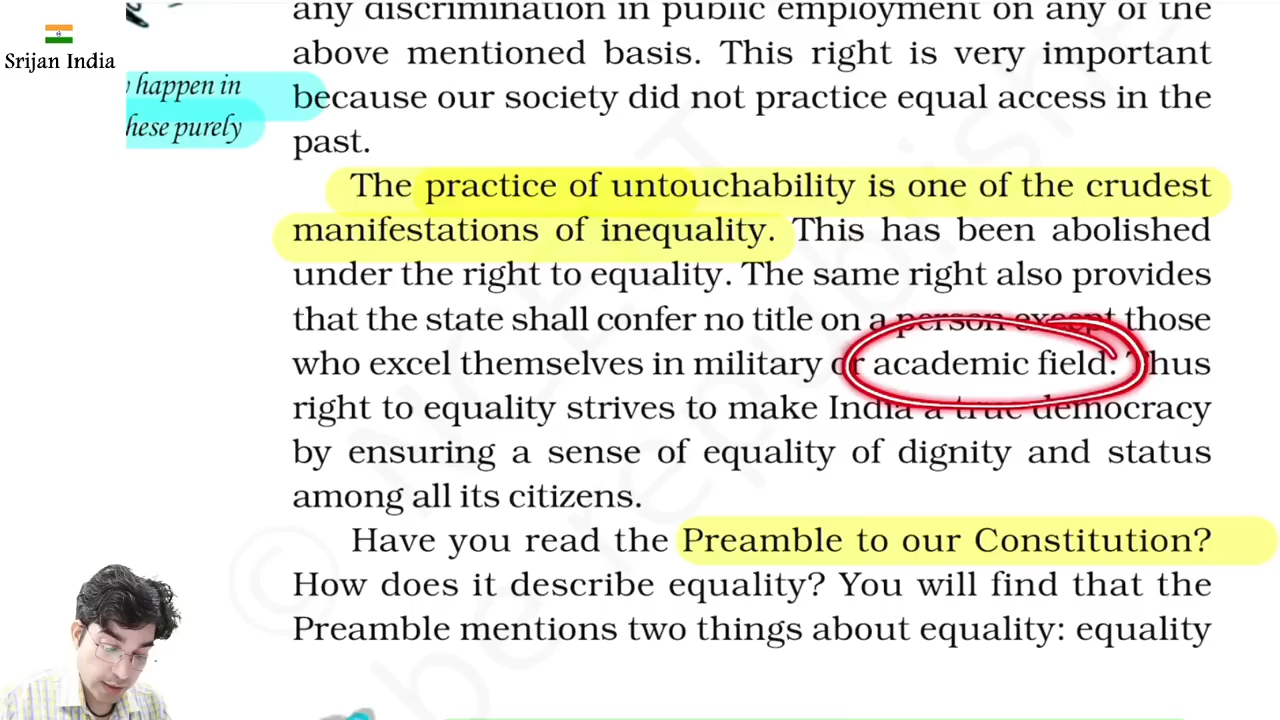 any discrimination in public employment on any of the
Srijan India
above mentioned basis. This right is very important
y happen in
because our society did not practice equal access in the
hese purely
past.
The practice of untouchability is one of the crudest
manifestations of inequality. This has been abolished
under the right to equality. The same right also provides
that the state shall confer no title on a person except those
who excel themselves in military or academic field. Thus
right to equality strives to make India a true democracy
by ensuring a sense of equality of dignity and status
among all its citizens.
Have you read the Preamble to our Constitution?
How does it describe equality? You will find that the
Preamble mentions two things about equality: equality